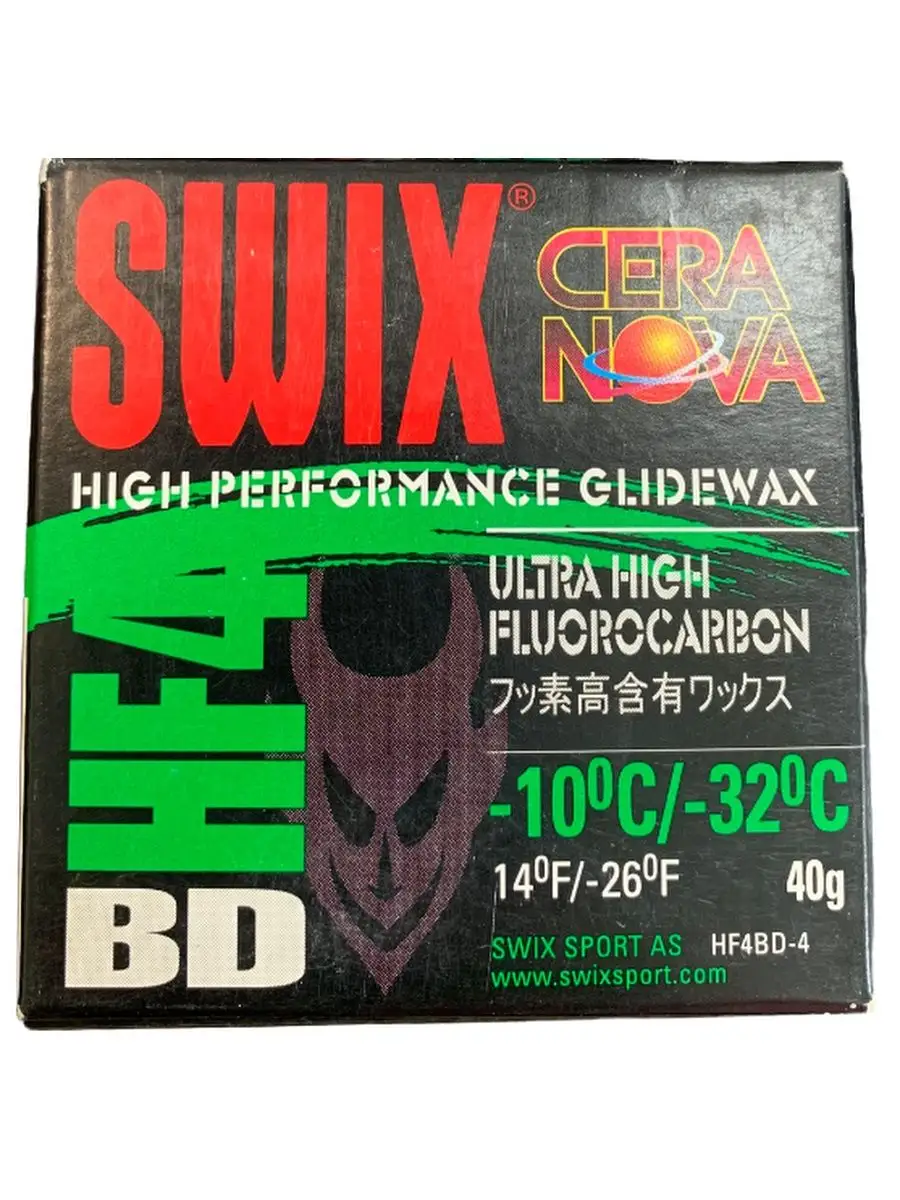 SWIX®
CERA
NOVA
HIGH PERFORMANCE GLIDEWAX
HF4
BD
ULTRA HIGH
FLUOROCARBON
フッ素高含有ワックス
-10⁰C/-32⁰C
14⁰F/-26⁰F 40g
SWIX SPORT AS HF4BD-4
www.swixsport.com